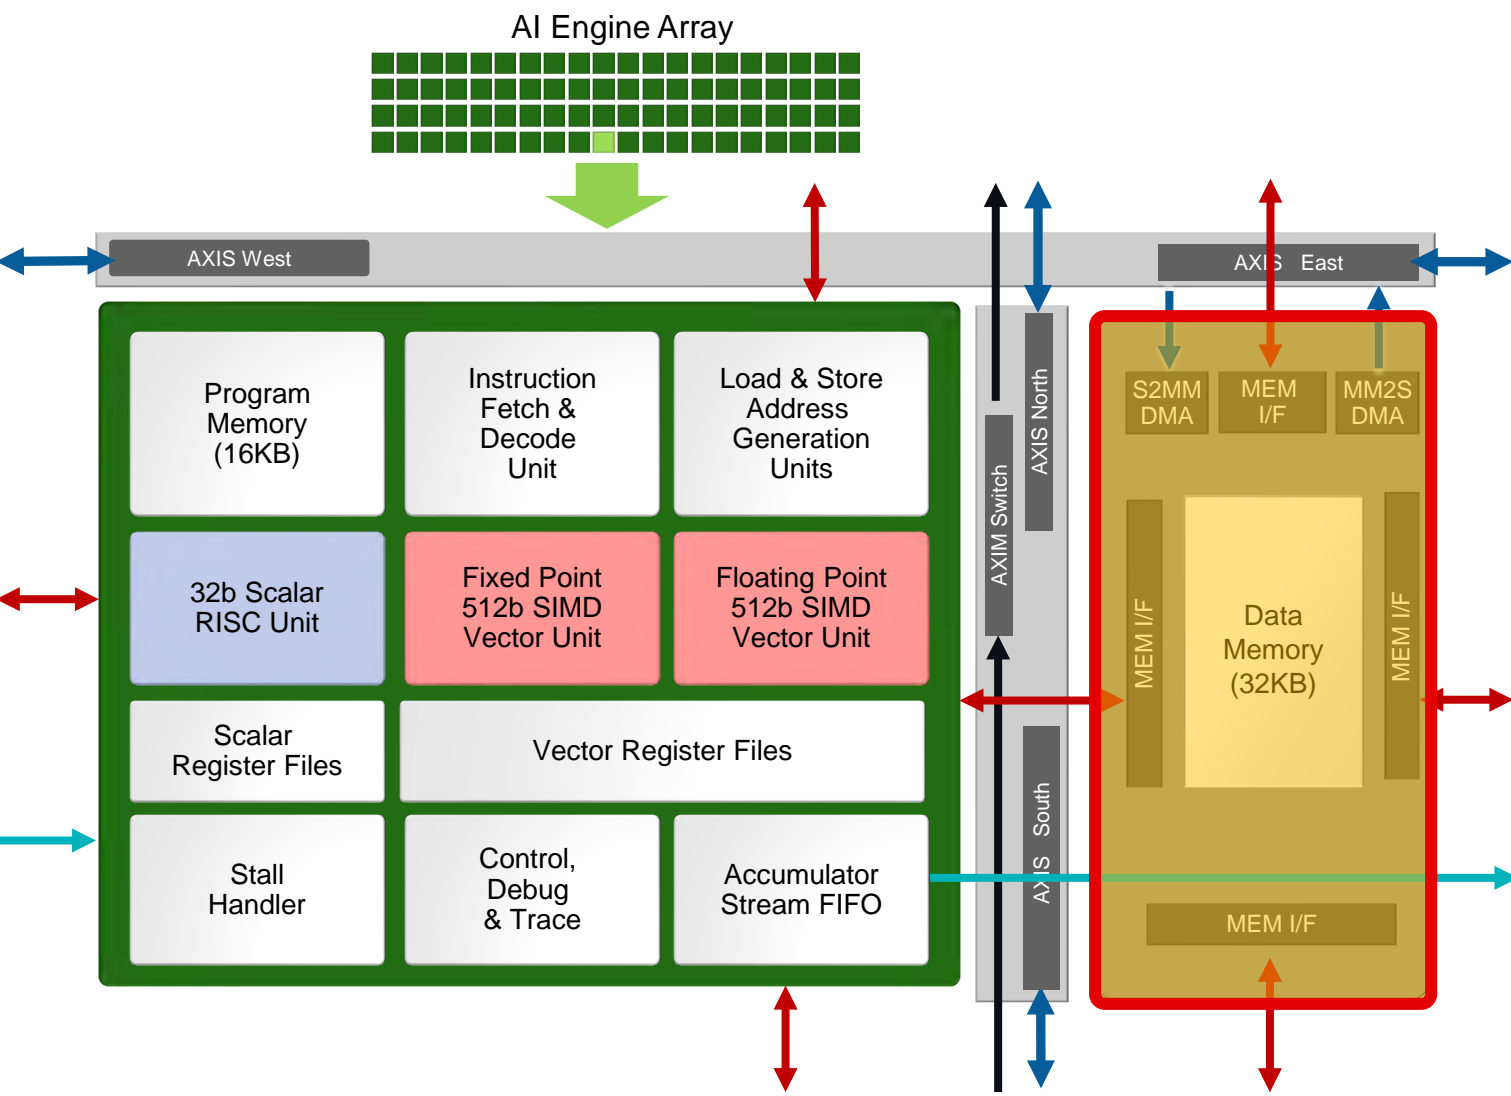 AI Engine Array
AXIS West
AXIS East
Program
Memory
(16KB)
Instruction
Fetch &
Decode
Unit
Load & Store
Address
Generation
Units
32b Scalar
RISC Unit
Fixed Point
512b SIMD
Vector Unit
Floating Point
512b SIMD
Vector Unit
Scalar
Register Files
Vector Register Files
Stall
Handler
Control,
Debug
& Trace
Accumulator
Stream FIFO
AXIM Switch
AXIS North
AXIS South
S2MM
DMA
MEM
I/F
MM2S
DMA
MEM I/F
Data
Memory
(32KB)
MEM I/F
MEM I/F